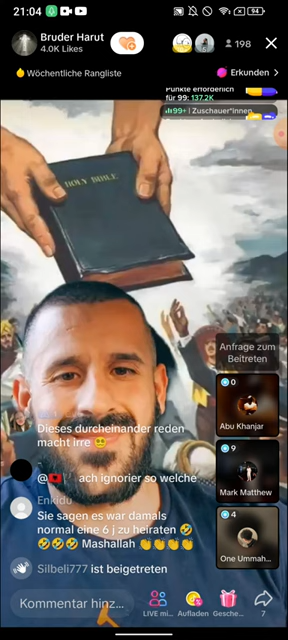 21:04
94
Bruder Harut
4.0K Likes
198
Wöchentliche Rangliste
Erkunden
Punkte erforderlich
für 99: 137.2K
99+ | Zuschauer*innen
HOLY BIBLE
Anfrage zum
Beitreten
0
Abu Khanjar
Dieses durcheinander reden
macht irre
9
Mark Matthew
@ ach ignorier so welche
Enkidu
Sie sagen es war damals
normal eine 6 j zu heiraten
Mashallah
4
One Ummah...
Silbeli777 ist beigetreten
Kommentar hinz...
LIVE mi...
Aufladen
Gesche...
7